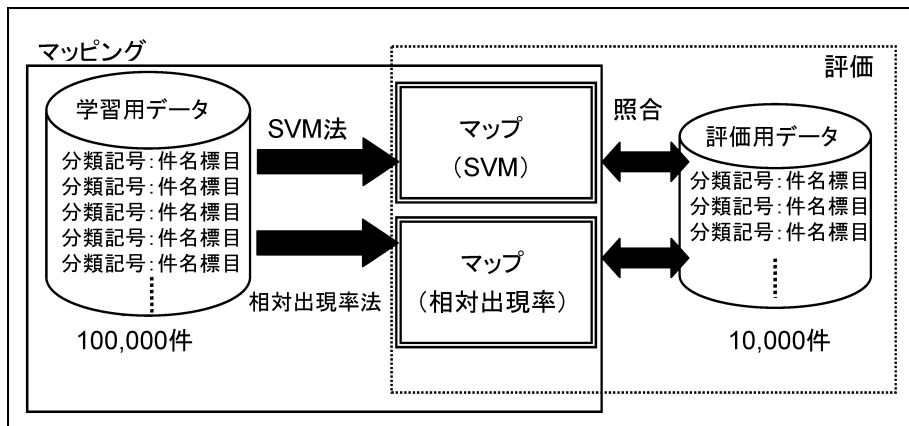 マッピング
学習用データ
分類記号:件名標目
分類記号:件名標目
分類記号:件名標目
分類記号:件名標目
分類記号:件名標目
100,000件
SVM法
相対出現率法
マップ
(SVM)
マップ
(相対出現率)
評価
照合
評価用データ
分類記号:件名標目
分類記号:件名標目
分類記号:件名標目
10,000件